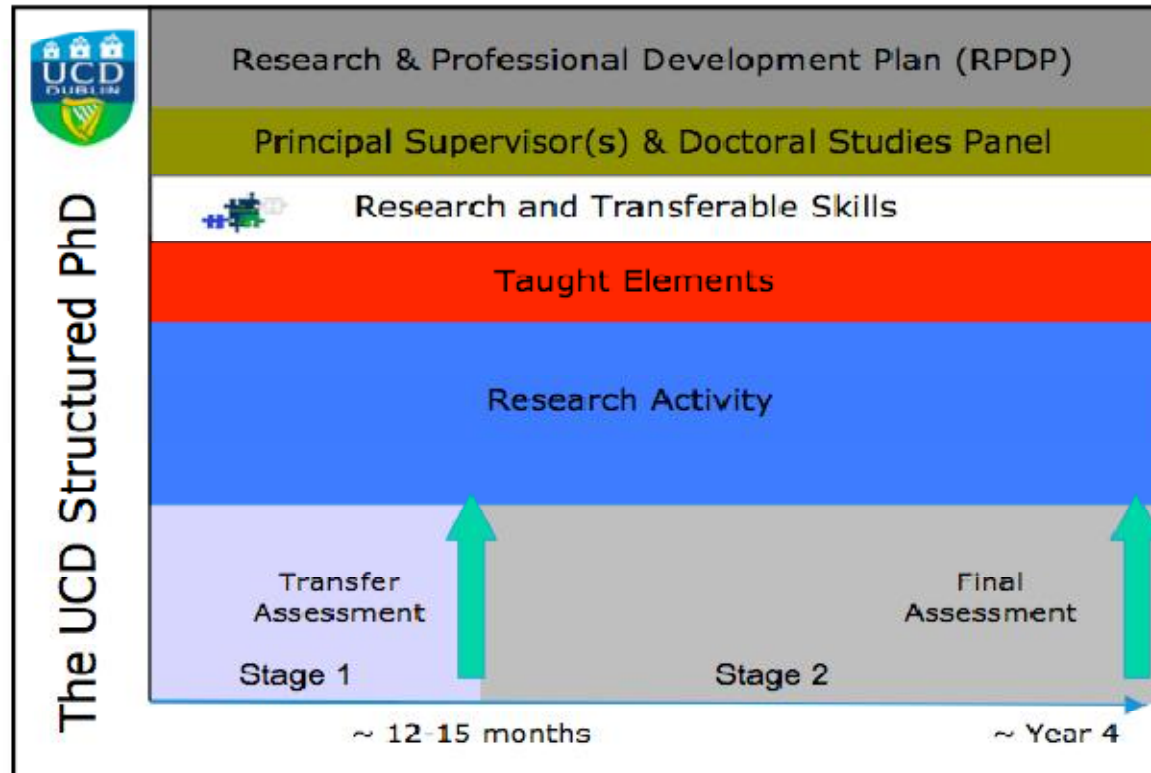 UCD
DUBLIN
The UCD Structured PhD
Research & Professional Development Plan (RPDP)
Principal Supervisor(s) & Doctoral Studies Panel
Research and Transferable Skills
Taught Elements
Research Activity
Transfer
Assessment
Final
Assessment
Stage 1
Stage 2
~ 12-15 months
~ Year 4